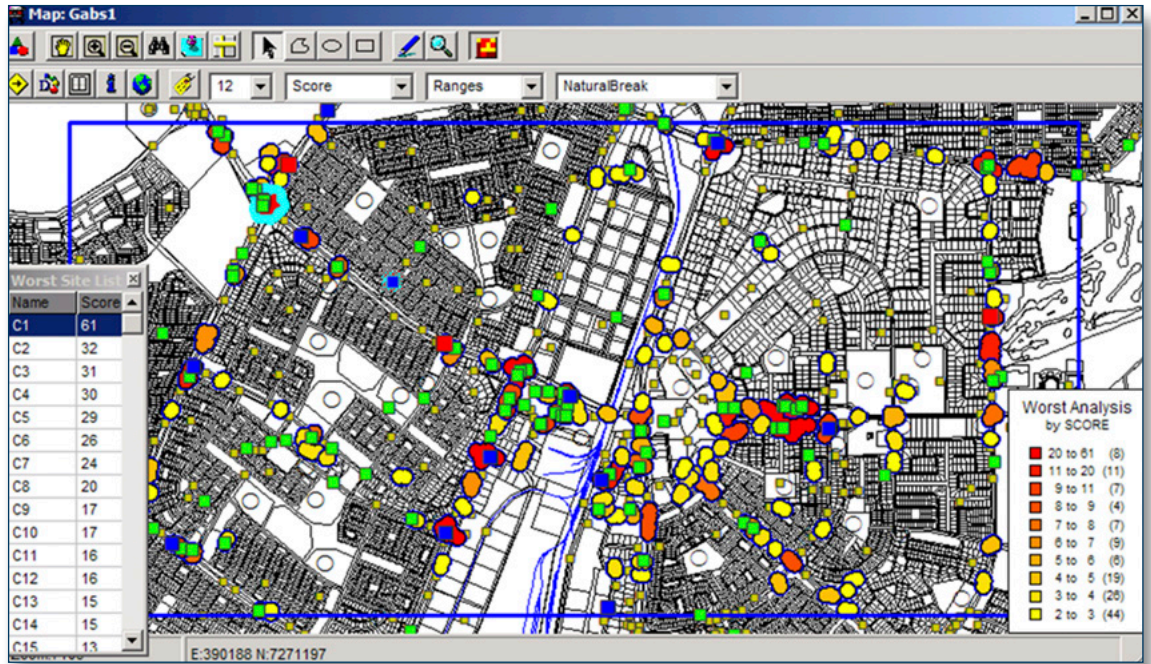 Map: Gabs1
12 Score Ranges NaturalBreak
Worst Site List
Name Score
C1 61
C2 32
C3 31
C4 30
C5 29
C6 26
C7 24
C8 20
C9 17
C10 17
C11 16
C12 16
C13 15
C14 15
C15 13
Worst Analysis
by SCORE
20 to 61 (8)
11 to 20 (11)
9 to 11 (7)
8 to 9 (4)
7 to 8 (7)
6 to 7 (9)
5 to 6 (6)
4 to 5 (19)
3 to 4 (26)
2 to 3 (44)
E:390188 N:7271197